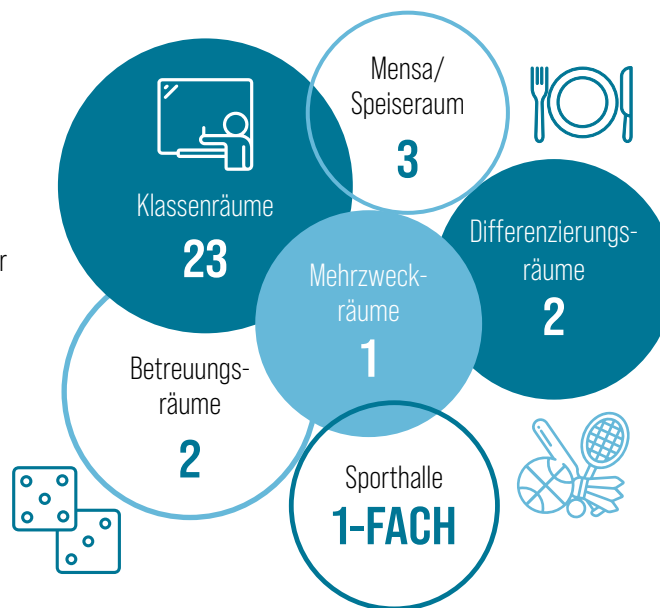 Mensa/
Speiseraum
3
Klassenräume
23
Differenzierungs-
räume
2
r
Mehrzweck-
räume
1
Betreuungs-
räume
2
Sporthalle
1-FACH